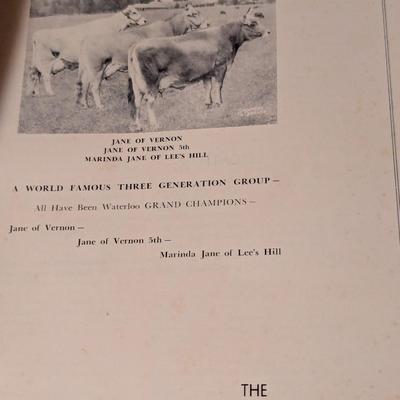 JANE OF VERNON
JANE OF VERNON 5th
MARINDA JANE OF LEE'S HILL
A WORLD FAMOUS THREE GENERATION GROUP—
All Have Been Waterloo GRAND CHAMPIONS—
Jane of Vernon—
Jane of Vernon 5th—
Marinda Jane of Lee's Hill
THE